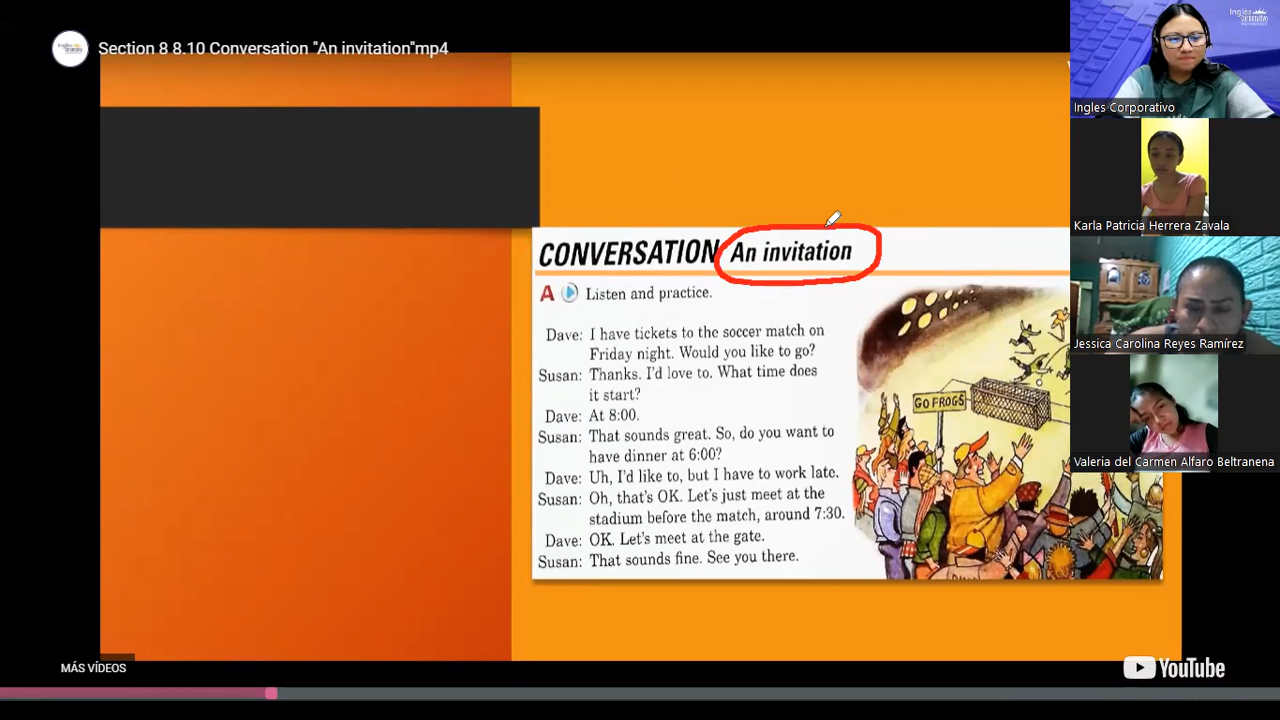 Section 8 8.10 Conversation "An invitation"mp4
Ingles Corporativo
Karla Patricia Herrera Zavala
Jessica Carolina Reyes Ramírez
Valeria del Carmen Alfaro Beltranena
CONVERSATION An invitation
A Listen and practice.
Dave: I have tickets to the soccer match on
Friday night. Would you like to go?
Susan: Thanks. I'd love to. What time does
it start?
Dave: At 8:00.
Susan: That sounds great. So, do you want to
have dinner at 6:00?
Dave: Uh, I'd like to, but I have to work late.
Susan: Oh, that's OK. Let's just meet at the
stadium before the match, around 7:30.
Dave: OK. Let's meet at the gate.
Susan: That sounds fine. See you there.
GO FROGS
MÁS VÍDEOS
YouTube